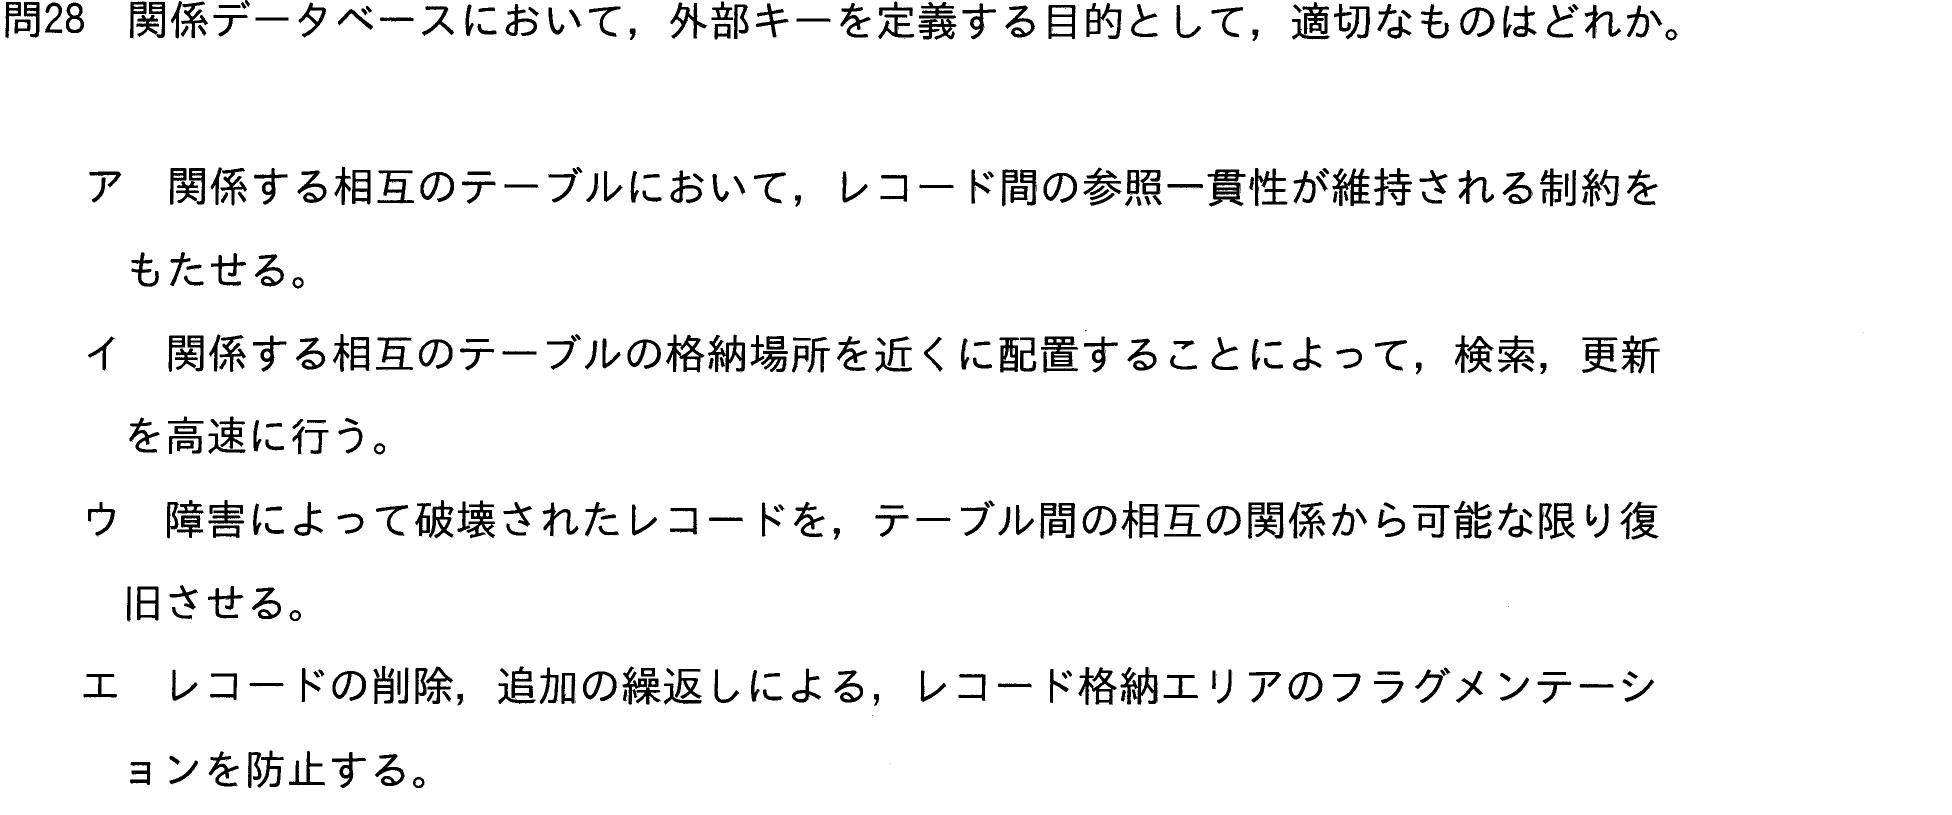 問28　関係データベースにおいて，外部キーを定義する目的として，適切なものはどれか。
ア　関係する相互のテーブルにおいて，レコード間の参照一貫性が維持される制約を
もたせる。
イ　関係する相互のテーブルの格納場所を近くに配置することによって，検索，更新
を高速に行う。
ウ　障害によって破壊されたレコードを，テーブル間の相互の関係から可能な限り復
旧させる。
エ　レコードの削除，追加の繰返しによる，レコード格納エリアのフラグメンテーシ
ョンを防止する。